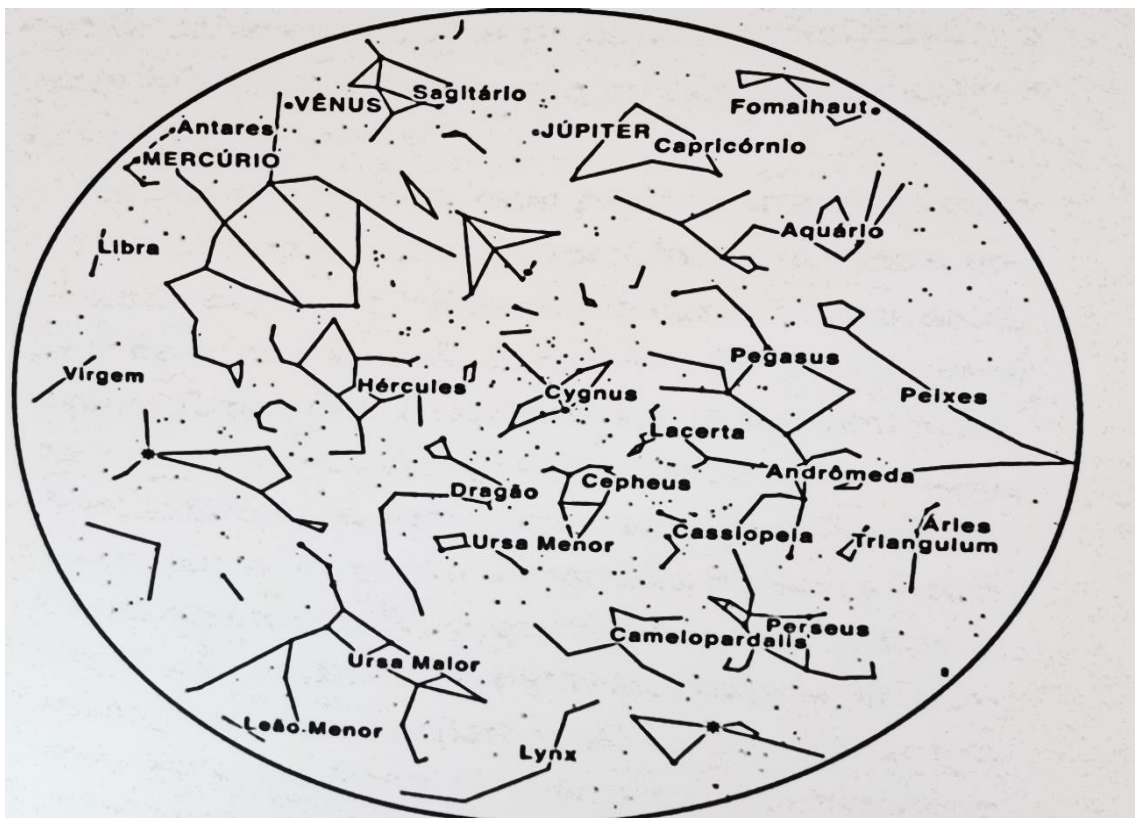 Sagitário
VÊNUS
Fomalhaut
Antares
JÚPITER
MERCÚRIO
Capricórnio
Aquário
Libra
Pegasus
Virgem
Hércules
Cygnus
Peixes
Lacerta
Andrômeda
Dragão
Cepheus
Áries
Cassiopeia
Ursa Menor
Triangulum
Perseus
Camelopardalis
Ursa Maior
Leão Menor
Lynx